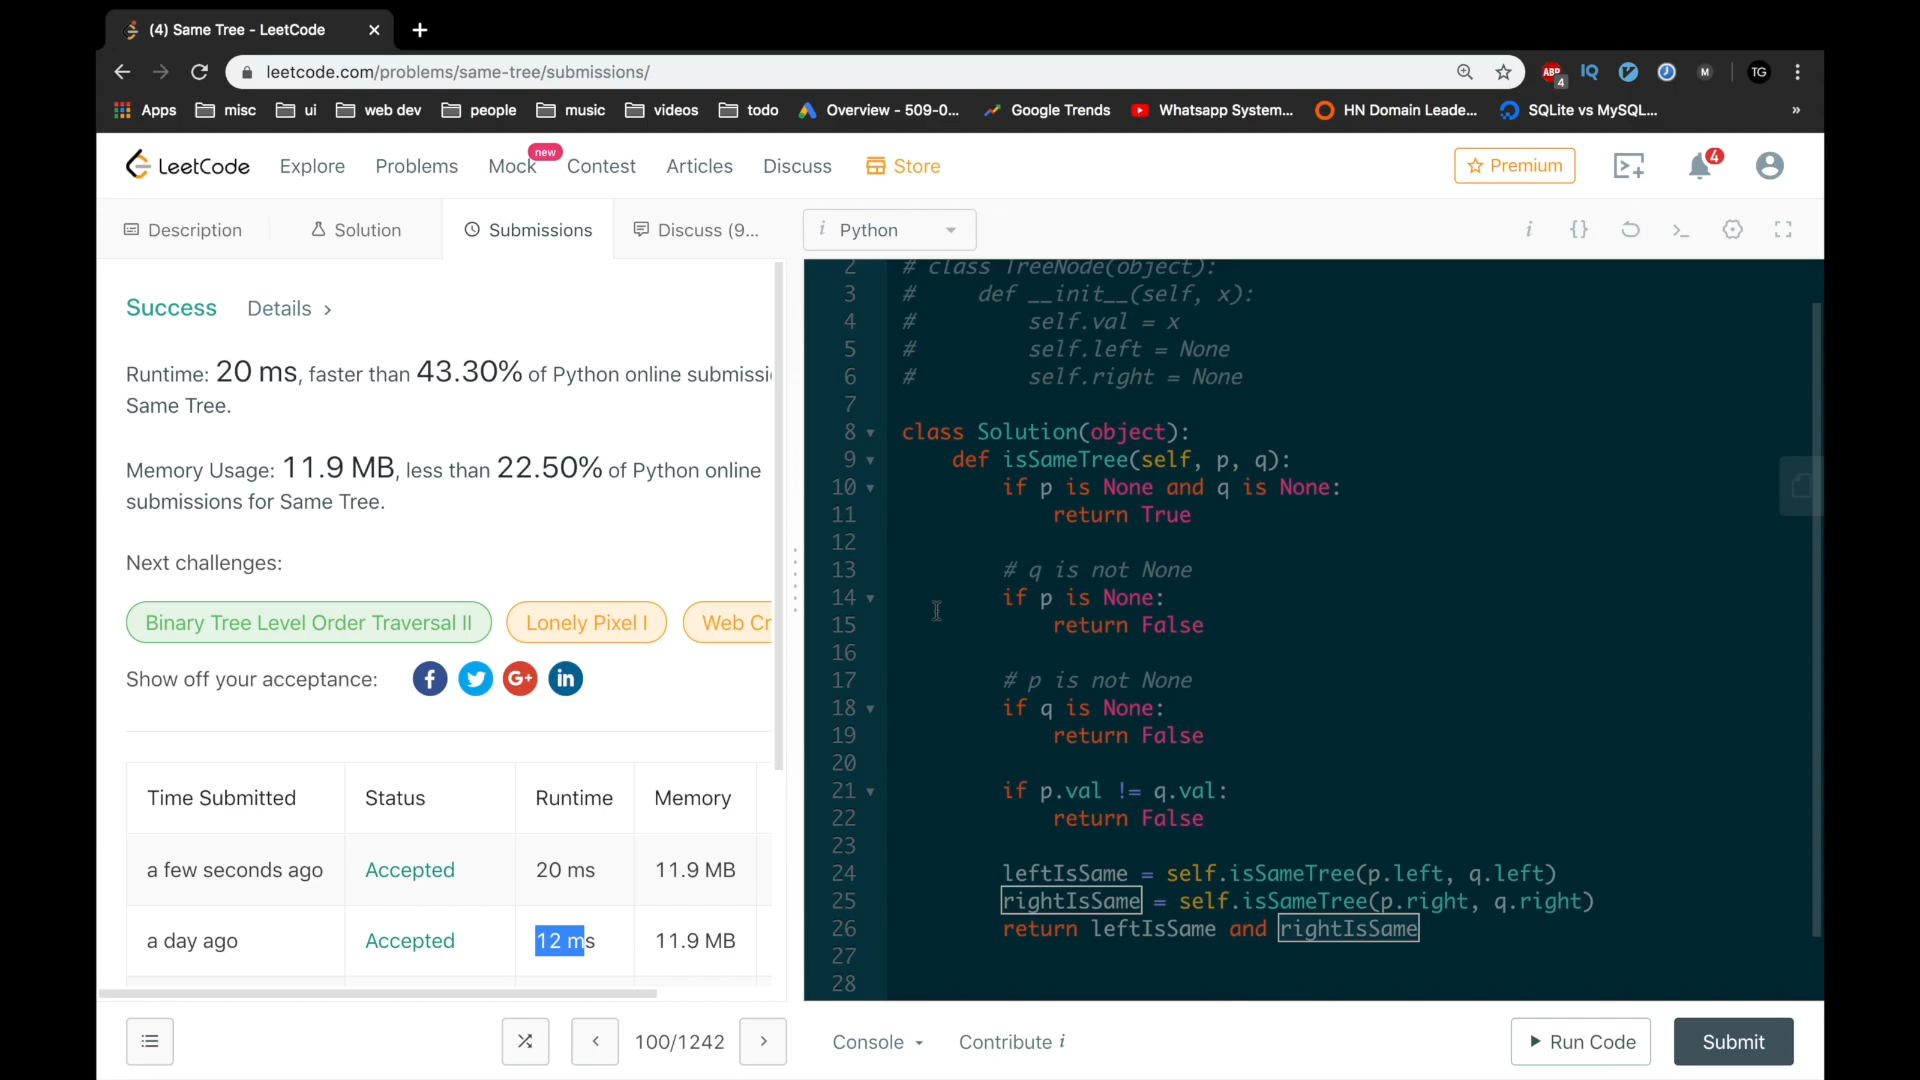 (4) Same Tree - LeetCode
leetcode.com/problems/same-tree/submissions/
ABP 4 IQ M TG
Apps misc ui web dev people music videos todo Overview - 509-0... Google Trends Whatsapp System... HN Domain Leade... SQLite vs MySQL... »
LeetCode Explore Problems Mock new Contest Articles Discuss Store Premium 4
Description Solution Submissions Discuss (9... i Python i {}
Success Details >
Runtime: 20 ms, faster than 43.30% of Python online submissi
Same Tree.
Memory Usage: 11.9 MB, less than 22.50% of Python online
submissions for Same Tree.
Next challenges:
Binary Tree Level Order Traversal II Lonely Pixel I Web Cr
Show off your acceptance: f G+ in
Time Submitted Status Runtime Memory
a few seconds ago Accepted 20 ms 11.9 MB
a day ago Accepted 12 ms 11.9 MB
2 # class TreeNode(object):
3 # def __init__(self, x):
4 # self.val = x
5 # self.left = None
6 # self.right = None
7
8 class Solution(object):
9 def isSameTree(self, p, q):
10 if p is None and q is None:
11 return True
12
13 # q is not None
14 if p is None:
15 return False
16
17 # p is not None
18 if q is None:
19 return False
20
21 if p.val != q.val:
22 return False
23
24 leftIsSame = self.isSameTree(p.left, q.left)
25 rightIsSame = self.isSameTree(p.right, q.right)
26 return leftIsSame and rightIsSame
27
28
< 100/1242 > Console Contribute i Run Code Submit